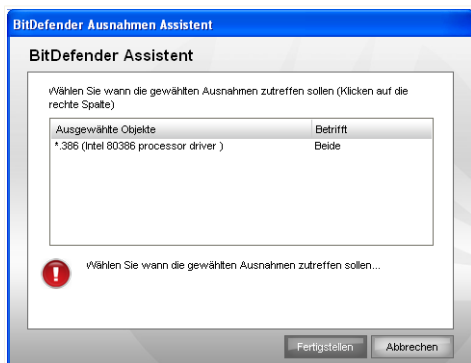 BitDefender Ausnahmen Assistent
BitDefender Assistent
Wählen Sie wann die gewählten Ausnahmen zutreffen sollen (Klicken auf die
rechte Spalte)
Ausgewählte Objekte Betrifft
*.386 (Intel 80386 processor driver ) Beide
Wählen Sie wann die gewählten Ausnahmen zutreffen sollen...
Fertigstellen Abbrechen